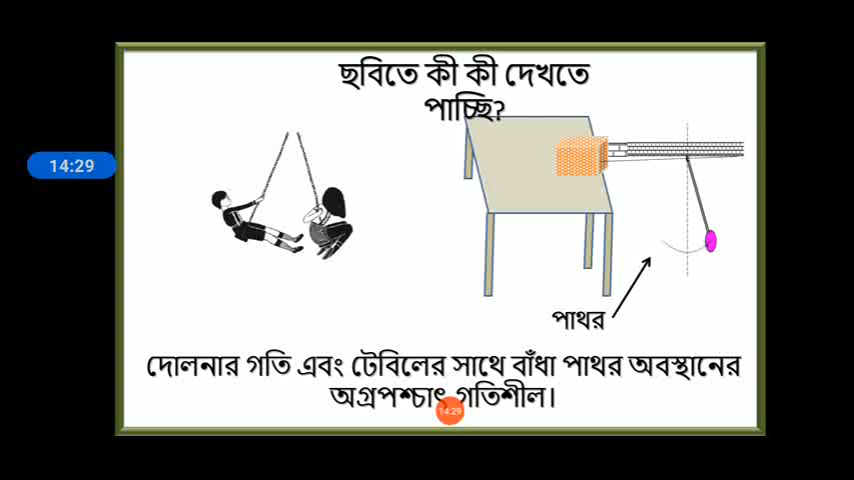 ছবিতে কী কী দেখতে
পাচ্ছি?
14:29
পাথর
দোলনার গতি এবং টেবিলের সাথে বাঁধা পাথর অবস্থানের
অগ্রপশ্চাৎ গতিশীল।
14:29